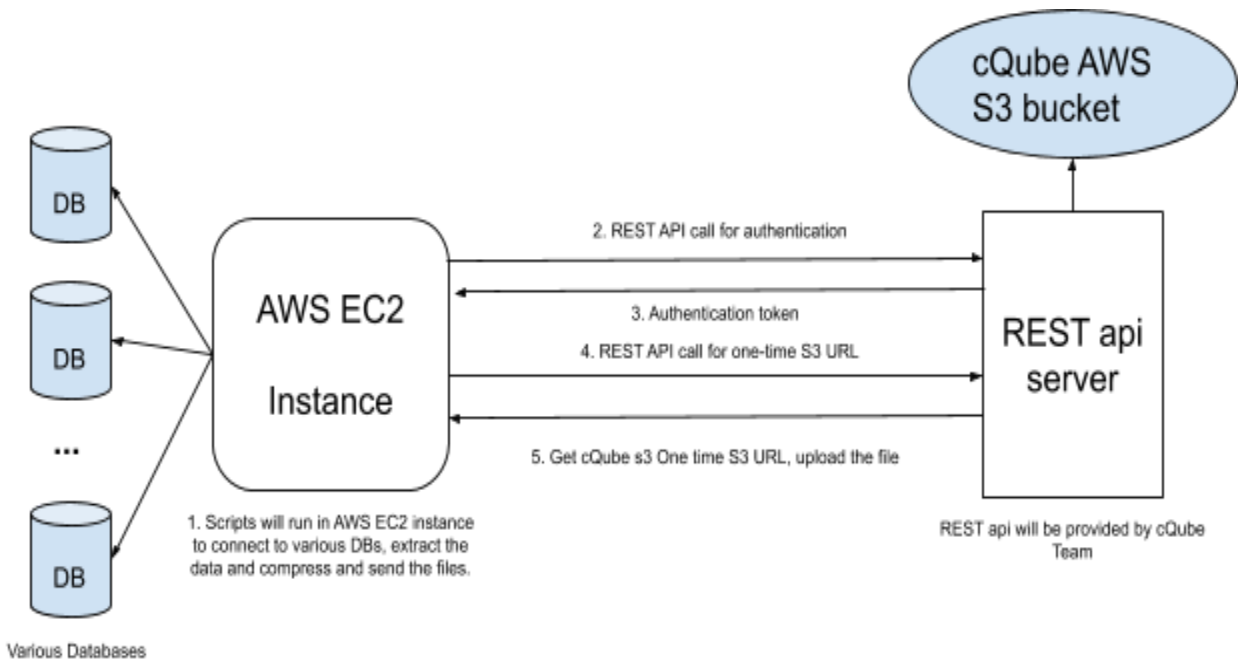 cQube AWS
S3 bucket
DB
2. REST API call for authentication
AWS EC2
Instance
3. Authentication token
REST api
server
DB
4. REST API call for one-time S3 URL
...
5. Get cQube s3 One time S3 URL, upload the file
1. Scripts will run in AWS EC2 instance
to connect to various DBs, extract the
data and compress and send the files.
REST api will be provided by cQube
Team
DB
Various Databases